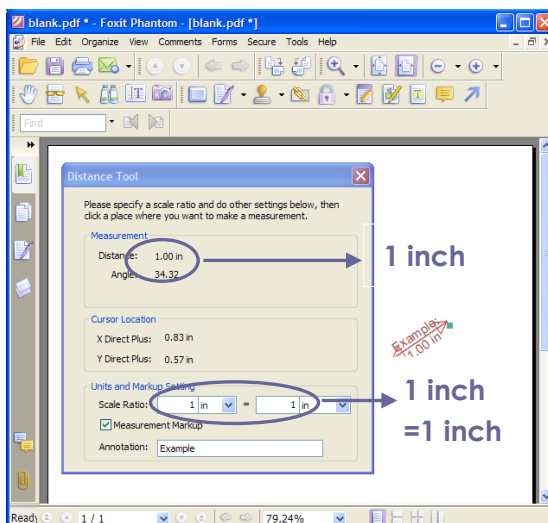 blank.pdf * - Foxit Phantom - [blank.pdf *]
File Edit Organize View Comments Forms Secure Tools Help
Find
Distance Tool
Please specify a scale ratio and do other settings below, then
click a place where you want to make a measurement.
Measurement
Distance: 1.00 in
Angle: 34.32
1 inch
Cursor Location
X Direct Plus: 0.83 in
Y Direct Plus: 0.57 in
Example:
1.00 in
Units and Markup Setting
Scale Ratio: 1 in = 1 in
1 inch
=1 inch
Measurement Markup
Annotation: Example
Ready 1 / 1 79.24%